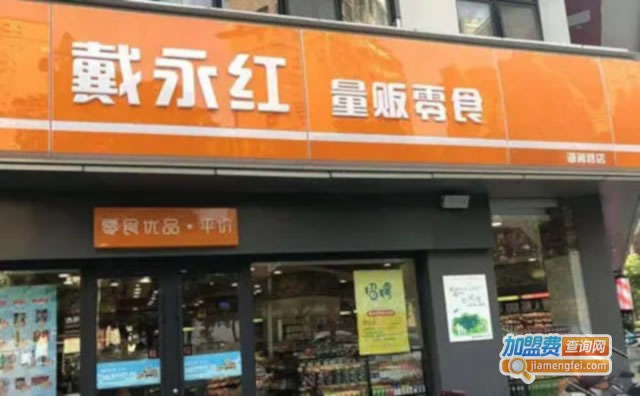 戴永红 量贩零食
零食优品·平价
招聘
加盟费查询网
jiamengfei.com